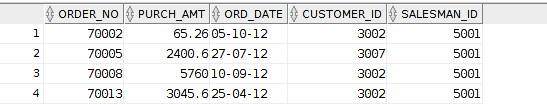 ORDER_NO PURCH_AMT ORD_DATE CUSTOMER_ID SALESMAN_ID
1 70002 65.26 05-10-12 3002 5001
2 70005 2400.6 27-07-12 3007 5001
3 70008 5760 10-09-12 3002 5001
4 70013 3045.6 25-04-12 3002 5001